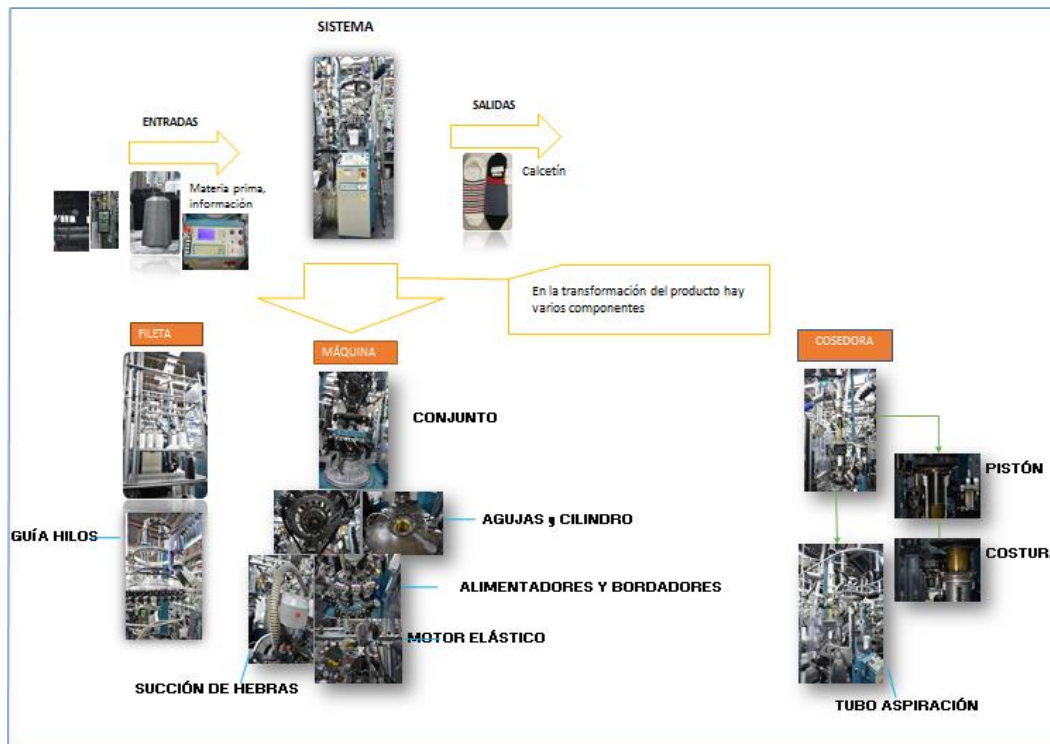 SISTEMA
ENTRADAS
SALIDAS
Materia prima,
información
Calcetín
En la transformación del producto hay
varios componentes
FILETA
MÁQUINA
COSEDORA
CONJUNTO
PISTÓN
AGUJAS y CILINDRO
GUÍA HILOS
COSTURA
ALIMENTADORES Y BORDADORES
MOTOR ELÁSTICO
SUCCIÓN DE HEBRAS
TUBO ASPIRACIÓN